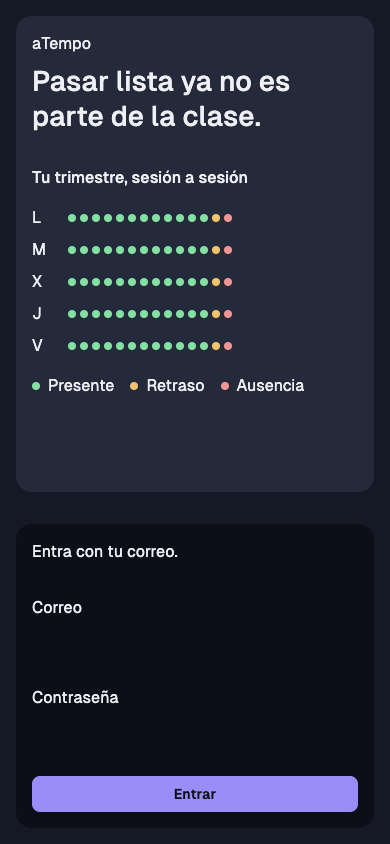 aTempo
Pasar lista ya no es
parte de la clase.
Tu trimestre, sesión a sesión
L
M
X
J
V
Presente Retraso Ausencia
Entra con tu correo.
Correo
Contraseña
Entrar